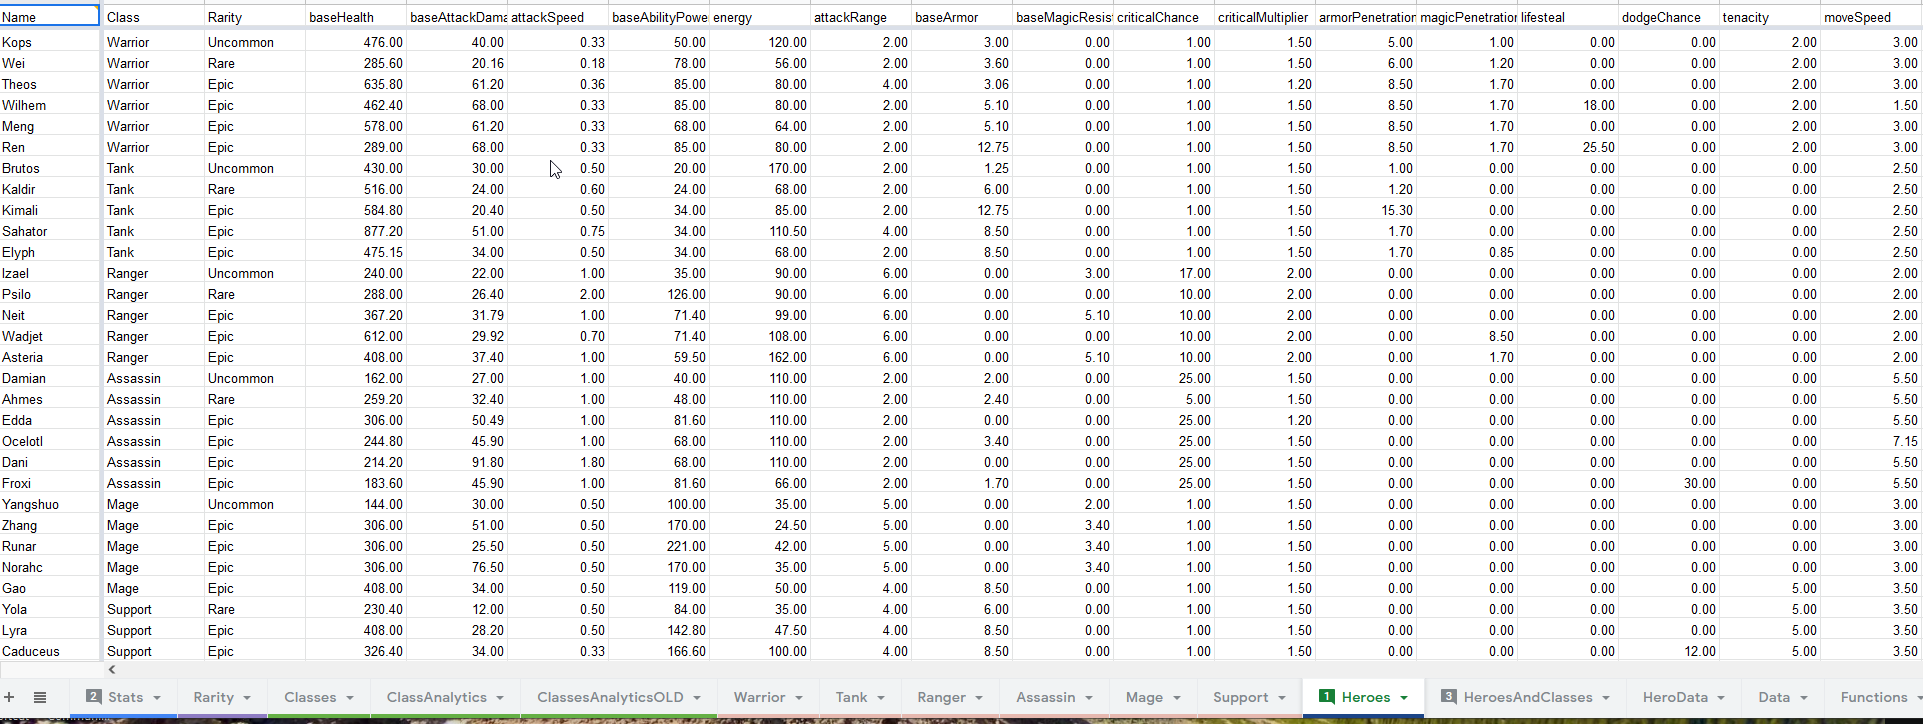 Name Class Rarity baseHealth baseAttackDama attackSpeed baseAbilityPowe energy attackRange baseArmor baseMagicResist criticalChance criticalMultiplier armorPenetration magicPenetration lifesteal dodgeChance tenacity moveSpeed
Kops Warrior Uncommon 476.00 40.00 0.33 50.00 120.00 2.00 3.00 0.00 1.00 1.50 5.00 1.00 0.00 0.00 2.00 3.00
Wei Warrior Rare 285.60 20.16 0.18 78.00 56.00 2.00 3.60 0.00 1.00 1.50 6.00 1.20 0.00 0.00 2.00 3.00
Theos Warrior Epic 635.80 61.20 0.36 85.00 80.00 4.00 3.06 0.00 1.00 1.20 8.50 1.70 0.00 0.00 2.00 3.00
Wilhem Warrior Epic 462.40 68.00 0.33 85.00 80.00 2.00 5.10 0.00 1.00 1.50 8.50 1.70 18.00 0.00 2.00 1.50
Meng Warrior Epic 578.00 61.20 0.33 68.00 64.00 2.00 5.10 0.00 1.00 1.50 8.50 1.70 0.00 0.00 2.00 3.00
Ren Warrior Epic 289.00 68.00 0.33 85.00 80.00 2.00 12.75 0.00 1.00 1.50 8.50 1.70 25.50 0.00 2.00 3.00
Brutos Tank Uncommon 430.00 30.00 0.50 20.00 170.00 2.00 1.25 0.00 1.00 1.50 1.00 0.00 0.00 0.00 0.00 2.50
Kaldir Tank Rare 516.00 24.00 0.60 24.00 68.00 2.00 6.00 0.00 1.00 1.50 1.20 0.00 0.00 0.00 0.00 2.50
Kimali Tank Epic 584.80 20.40 0.50 34.00 85.00 2.00 12.75 0.00 1.00 1.50 15.30 0.00 0.00 0.00 0.00 2.50
Sahator Tank Epic 877.20 51.00 0.75 34.00 110.50 4.00 8.50 0.00 1.00 1.50 1.70 0.00 0.00 0.00 0.00 2.50
Elyph Tank Epic 475.15 34.00 0.50 34.00 68.00 2.00 8.50 0.00 1.00 1.50 1.70 0.85 0.00 0.00 0.00 2.50
Izael Ranger Uncommon 240.00 22.00 1.00 35.00 90.00 6.00 0.00 3.00 17.00 2.00 0.00 0.00 0.00 0.00 0.00 2.00
Psilo Ranger Rare 288.00 26.40 2.00 126.00 90.00 6.00 0.00 0.00 10.00 2.00 0.00 0.00 0.00 0.00 0.00 2.00
Neit Ranger Epic 367.20 31.79 1.00 71.40 99.00 6.00 0.00 5.10 10.00 2.00 0.00 0.00 0.00 0.00 0.00 2.00
Wadjet Ranger Epic 612.00 29.92 0.70 71.40 108.00 6.00 0.00 0.00 10.00 2.00 0.00 8.50 0.00 0.00 0.00 2.00
Asteria Ranger Epic 408.00 37.40 1.00 59.50 162.00 6.00 0.00 5.10 10.00 2.00 0.00 1.70 0.00 0.00 0.00 2.00
Damian Assassin Uncommon 162.00 27.00 1.00 40.00 110.00 2.00 2.00 0.00 25.00 1.50 0.00 0.00 0.00 0.00 0.00 5.50
Ahmes Assassin Rare 259.20 32.40 1.00 48.00 110.00 2.00 2.40 0.00 5.00 1.50 0.00 0.00 0.00 0.00 0.00 5.50
Edda Assassin Epic 306.00 50.49 1.00 81.60 110.00 2.00 0.00 0.00 25.00 1.20 0.00 0.00 0.00 0.00 0.00 5.50
Ocelotl Assassin Epic 244.80 45.90 1.00 68.00 110.00 2.00 3.40 0.00 25.00 1.50 0.00 0.00 0.00 0.00 0.00 7.15
Dani Assassin Epic 214.20 91.80 1.80 68.00 110.00 2.00 0.00 0.00 25.00 1.50 0.00 0.00 0.00 0.00 0.00 5.50
Froxi Assassin Epic 183.60 45.90 1.00 81.60 66.00 2.00 1.70 0.00 25.00 1.50 0.00 0.00 0.00 30.00 0.00 5.50
Yangshuo Mage Uncommon 144.00 30.00 0.50 100.00 35.00 5.00 0.00 2.00 1.00 1.50 0.00 0.00 0.00 0.00 0.00 3.00
Zhang Mage Epic 306.00 51.00 0.50 170.00 24.50 5.00 0.00 3.40 1.00 1.50 0.00 0.00 0.00 0.00 0.00 3.00
Runar Mage Epic 306.00 25.50 0.50 221.00 42.00 5.00 0.00 3.40 1.00 1.50 0.00 0.00 0.00 0.00 0.00 3.00
Norahc Mage Epic 306.00 76.50 0.50 170.00 35.00 5.00 0.00 3.40 1.00 1.50 0.00 0.00 0.00 0.00 0.00 3.00
Gao Mage Epic 408.00 34.00 0.50 119.00 50.00 4.00 8.50 0.00 1.00 1.50 0.00 0.00 0.00 0.00 5.00 3.50
Yola Support Rare 230.40 12.00 0.50 84.00 35.00 4.00 6.00 0.00 1.00 1.50 0.00 0.00 0.00 0.00 5.00 3.50
Lyra Support Epic 408.00 28.20 0.50 142.80 47.50 4.00 8.50 0.00 1.00 1.50 0.00 0.00 0.00 0.00 5.00 3.50
Caduceus Support Epic 326.40 34.00 0.33 166.60 100.00 4.00 8.50 0.00 1.00 1.50 0.00 0.00 0.00 12.00 5.00 3.50
2 Stats Rarity Classes ClassAnalytics ClassesAnalyticsOLD Warrior Tank Ranger Assassin Mage Support 1 Heroes 3 HeroesAndClasses HeroData Data Functions